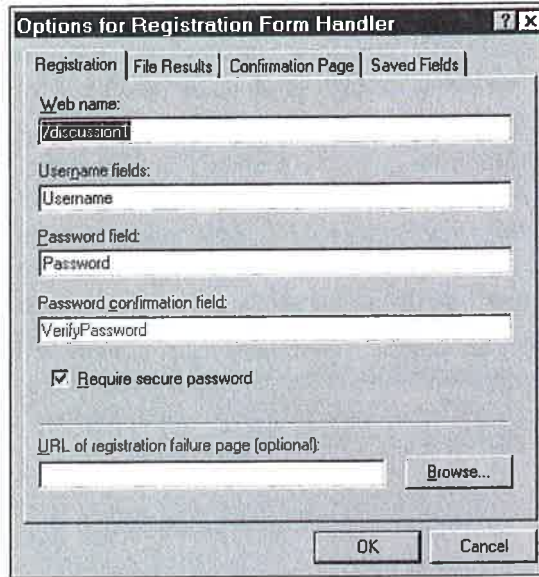 Options for Registration Form Handler
Registration File Results Confirmation Page Saved Fields
Web name:
/discussion1
Username fields:
Username
Password field:
Password
Password confirmation field:
VerifyPassword
Require secure password
URL of registration failure page (optional):
Browse...
OK Cancel